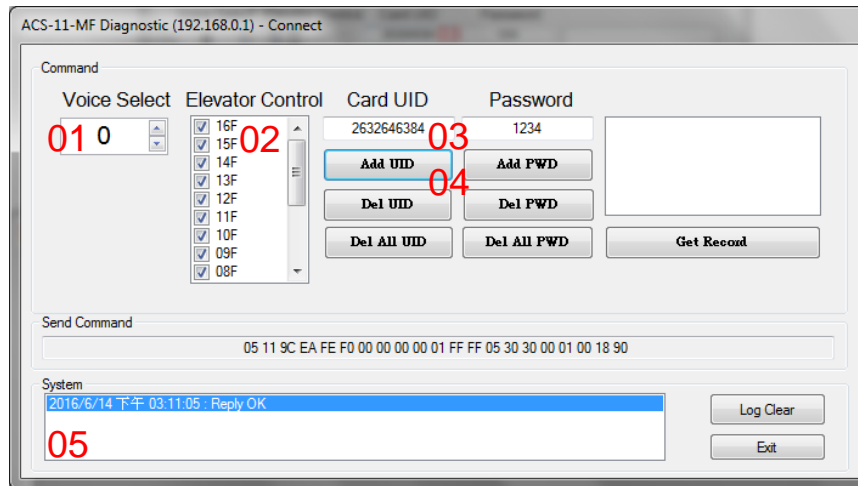 ACS-11-MF Diagnostic (192.168.0.1) - Connect
Command
Voice Select Elevator Control Card UID Password
01 0 02 03 04
16F
15F
14F
13F
12F
11F
10F
09F
08F
2632646384 1234
Add UID Add PWD
Del UID Del PWD
Del All UID Del All PWD Get Record
Send Command
05 11 9C EA FE F0 00 00 00 00 01 FF FF 05 30 30 00 01 00 18 90
System
2016/6/14 下午 03:11:05 : Reply OK
05
Log Clear
Exit